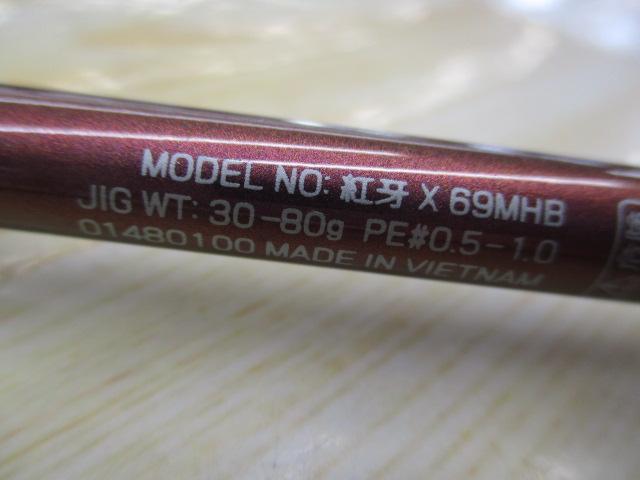 MODEL NO: 紅牙 X 69MHB
JIG WT: 30-80g PE#0.5-1.0
01480100 MADE IN VIETNAM